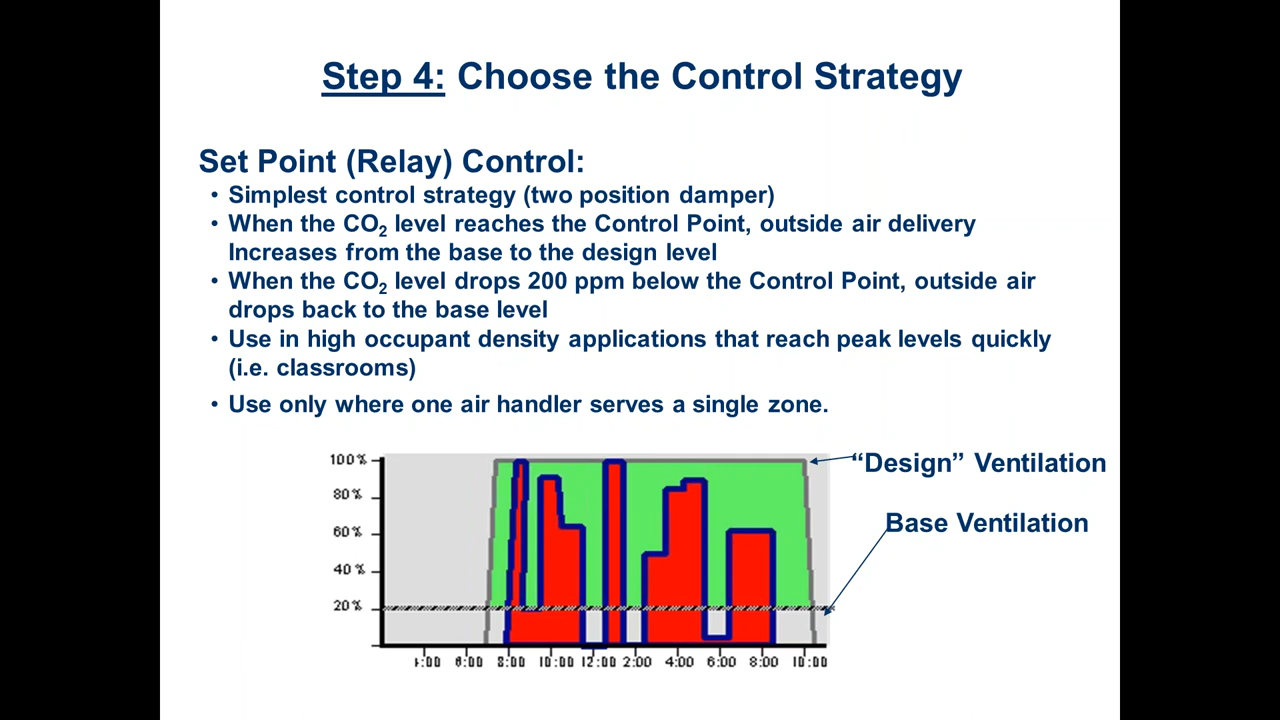 Step 4: Choose the Control Strategy
Set Point (Relay) Control:
• Simplest control strategy (two position damper)
• When the CO2 level reaches the Control Point, outside air delivery
Increases from the base to the design level
• When the CO2 level drops 200 ppm below the Control Point, outside air
drops back to the base level
• Use in high occupant density applications that reach peak levels quickly
(i.e. classrooms)
• Use only where one air handler serves a single zone.
100%
“Design” Ventilation
80%
Base Ventilation
60%
40%
20%
4:00 6:00 8:00 10:00 12:00 2:00 4:00 6:00 8:00 10:00